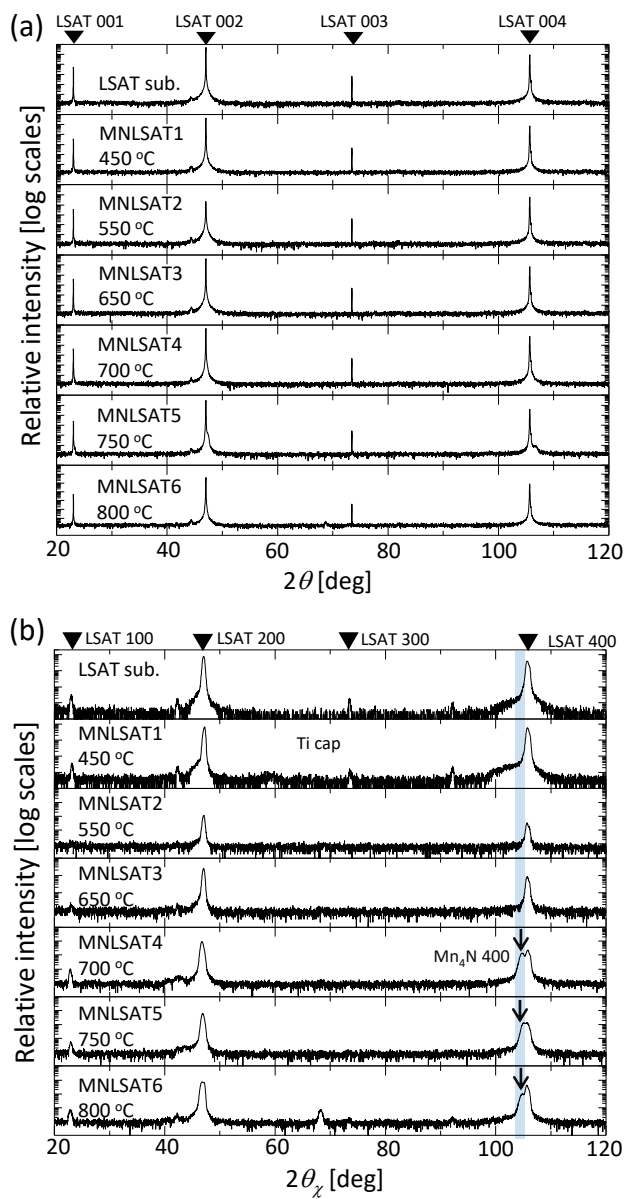 (a)
LSAT 001 LSAT 002 LSAT 003 LSAT 004
LSAT sub.
MNLSAT1
450 °C
MNLSAT2
550 °C
MNLSAT3
650 °C
MNLSAT4
700 °C
MNLSAT5
750 °C
MNLSAT6
800 °C
Relative intensity [log scales]
20 40 60 80 100 120
2θ [deg]
(b)
LSAT 100 LSAT 200 LSAT 300 LSAT 400
LSAT sub.
MNLSAT1
450 °C
Ti cap
MNLSAT2
550 °C
MNLSAT3
650 °C
MNLSAT4
700 °C
Mn₄N 400
MNLSAT5
750 °C
MNLSAT6
800 °C
Relative intensity [log scales]
20 40 60 80 100 120
2θᵪ [deg]